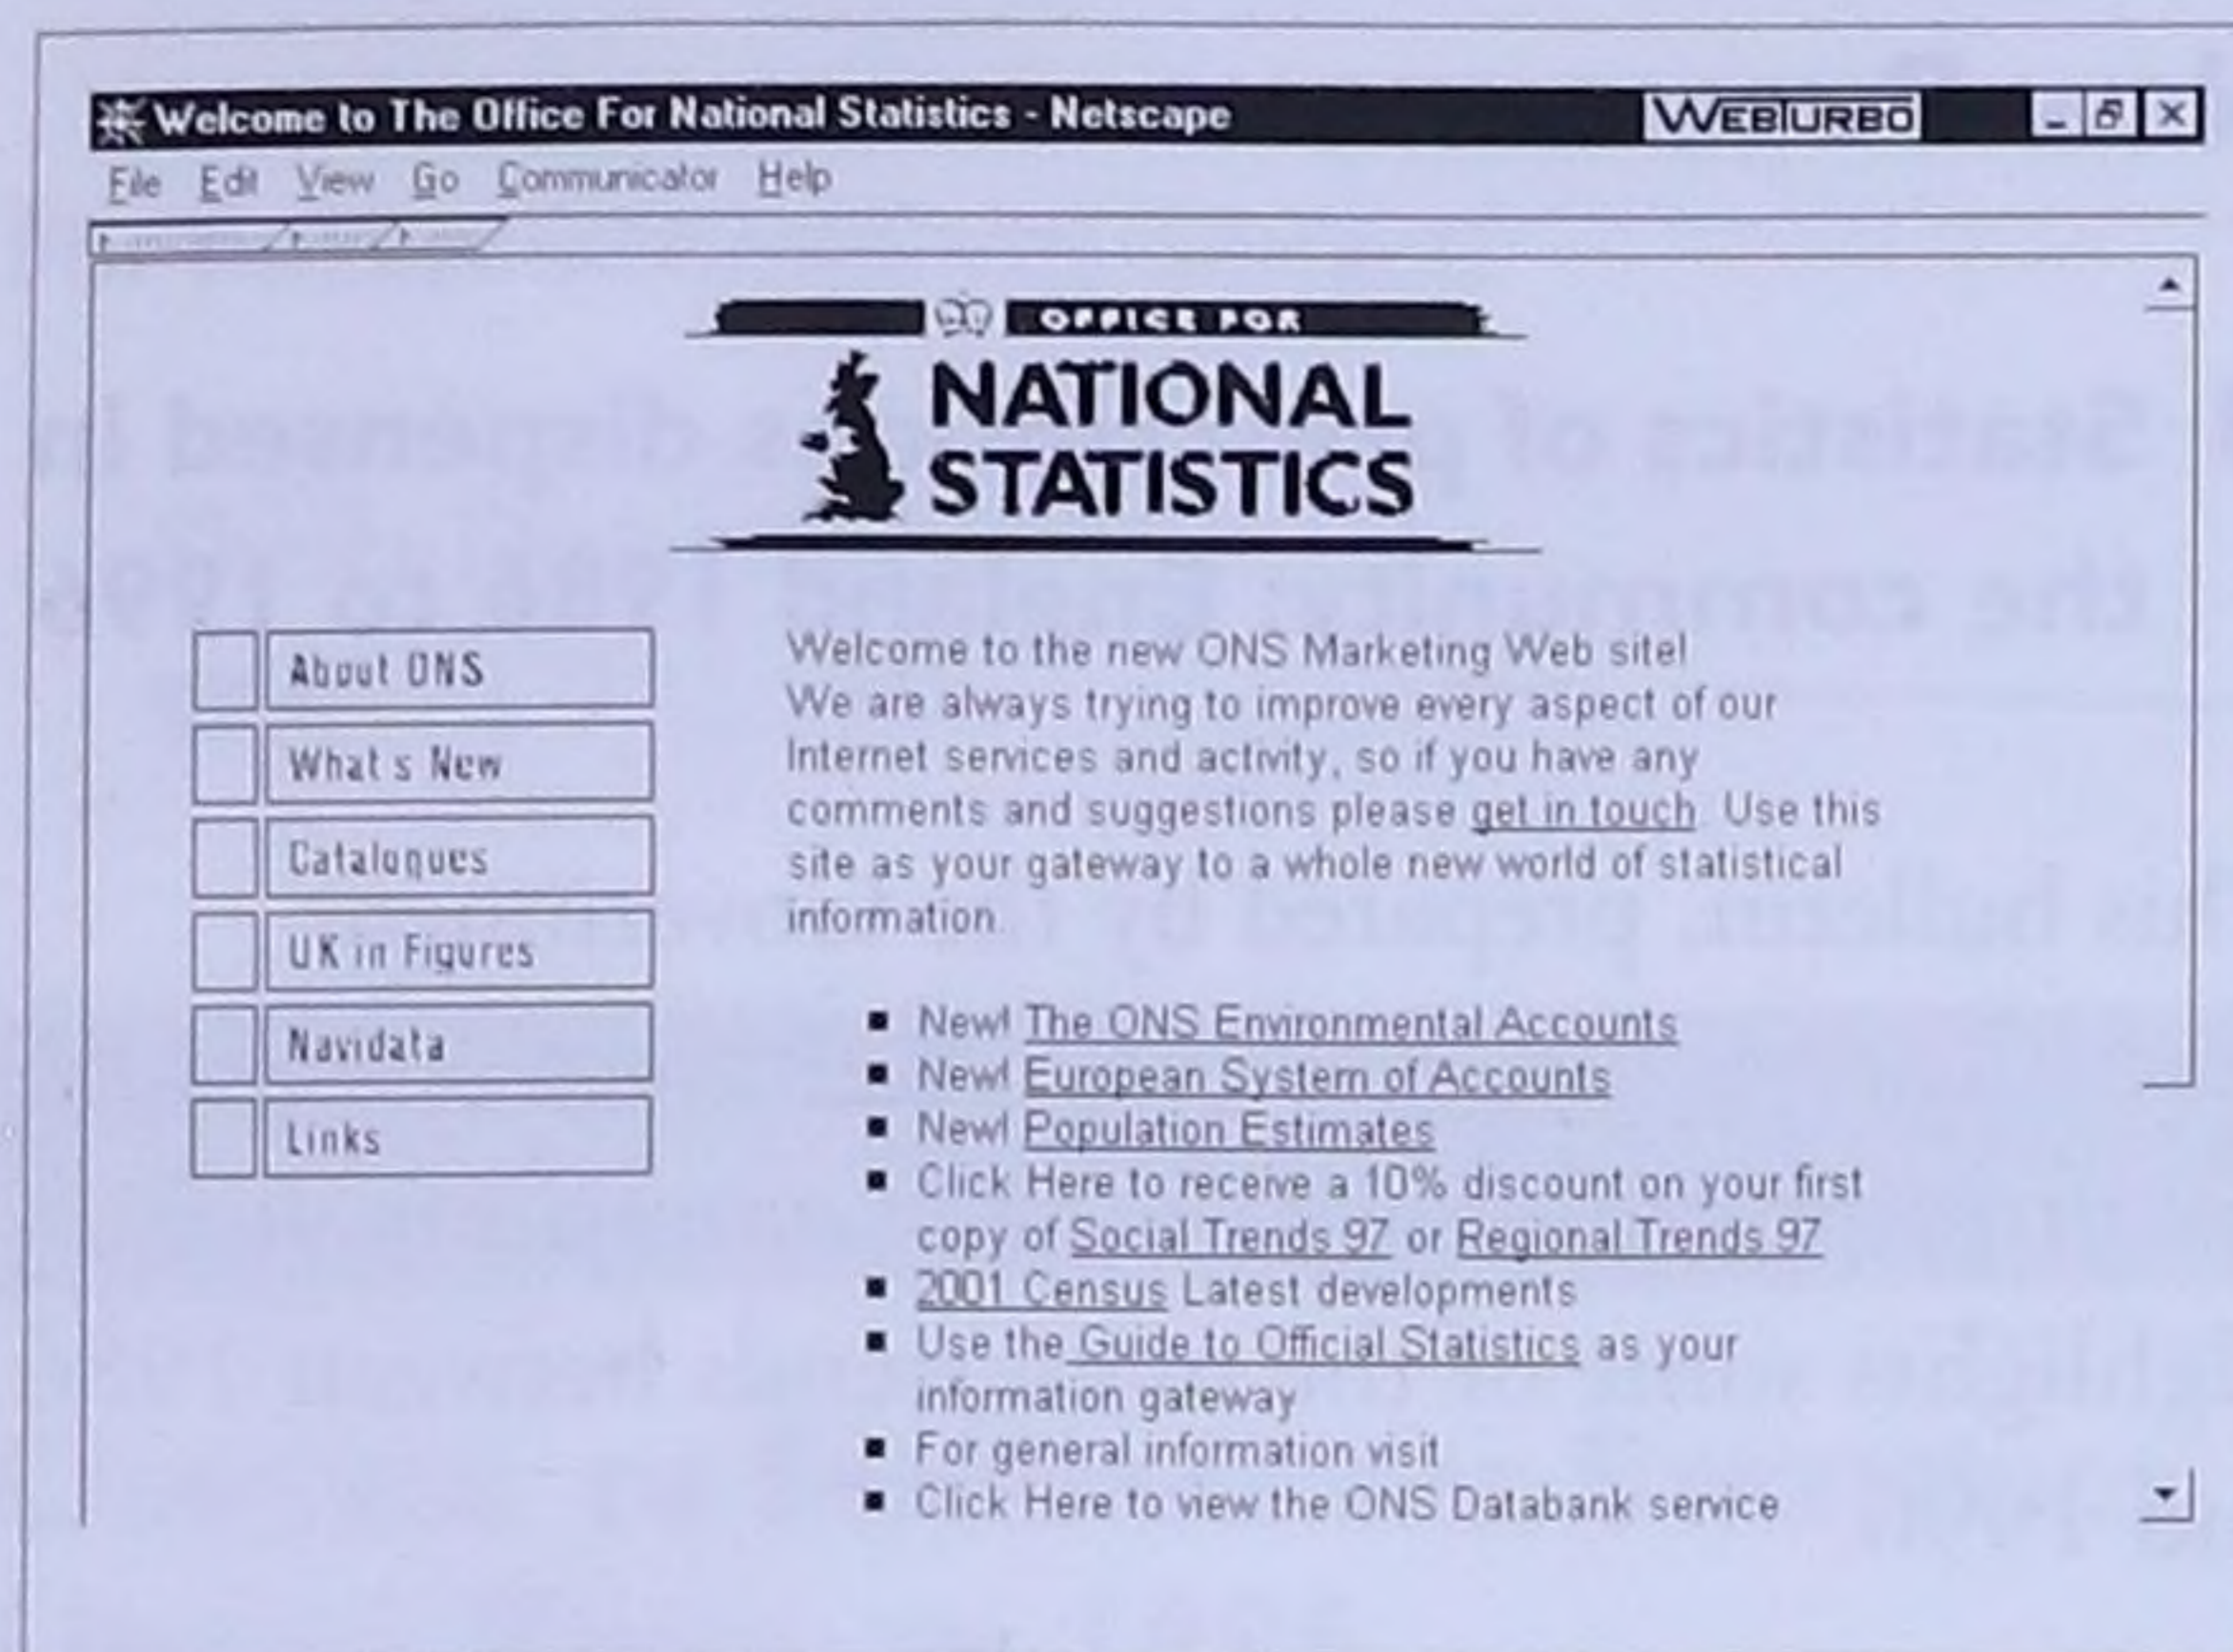 Welcome to The Office For National Statistics - Netscape
WEBTURBO
File Edit View Go Communicator Help
OFFICE FOR
NATIONAL
STATISTICS
About ONS
What s New
Catalogues
UK in Figures
Navidata
Links
Welcome to the new ONS Marketing Web site!
We are always trying to improve every aspect of our
Internet services and activity, so if you have any
comments and suggestions please get in touch. Use this
site as your gateway to a whole new world of statistical
information.
New! The ONS Environmental Accounts
New! European System of Accounts
New! Population Estimates
Click Here to receive a 10% discount on your first
copy of Social Trends 97 or Regional Trends 97
2001 Census Latest developments
Use the Guide to Official Statistics as your
information gateway
For general information visit
Click Here to view the ONS Databank service